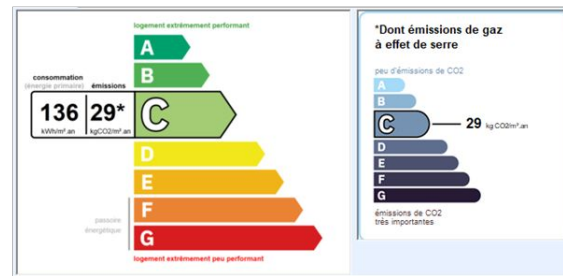 logement extrêmement performant
A
B
consommation
(énergie primaire)
émissions
136
29*
kWh/m².an
kgCO2/m².an
C
D
E
F
G
passoire
énergétique
logement extrêmement peu performant
*Dont émissions de gaz
à effet de serre
peu d'émissions de CO2
A
B
C
29 kg CO2/m².an
D
E
F
G
émissions de CO2
très importantes